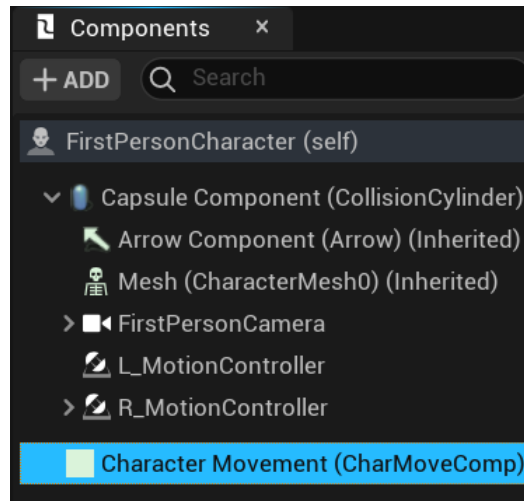 Components ×
+ ADD Search
FirstPersonCharacter (self)
Capsule Component (CollisionCylinder)
Arrow Component (Arrow) (Inherited)
Mesh (CharacterMesh0) (Inherited)
FirstPersonCamera
L_MotionController
R_MotionController
Character Movement (CharMoveComp)